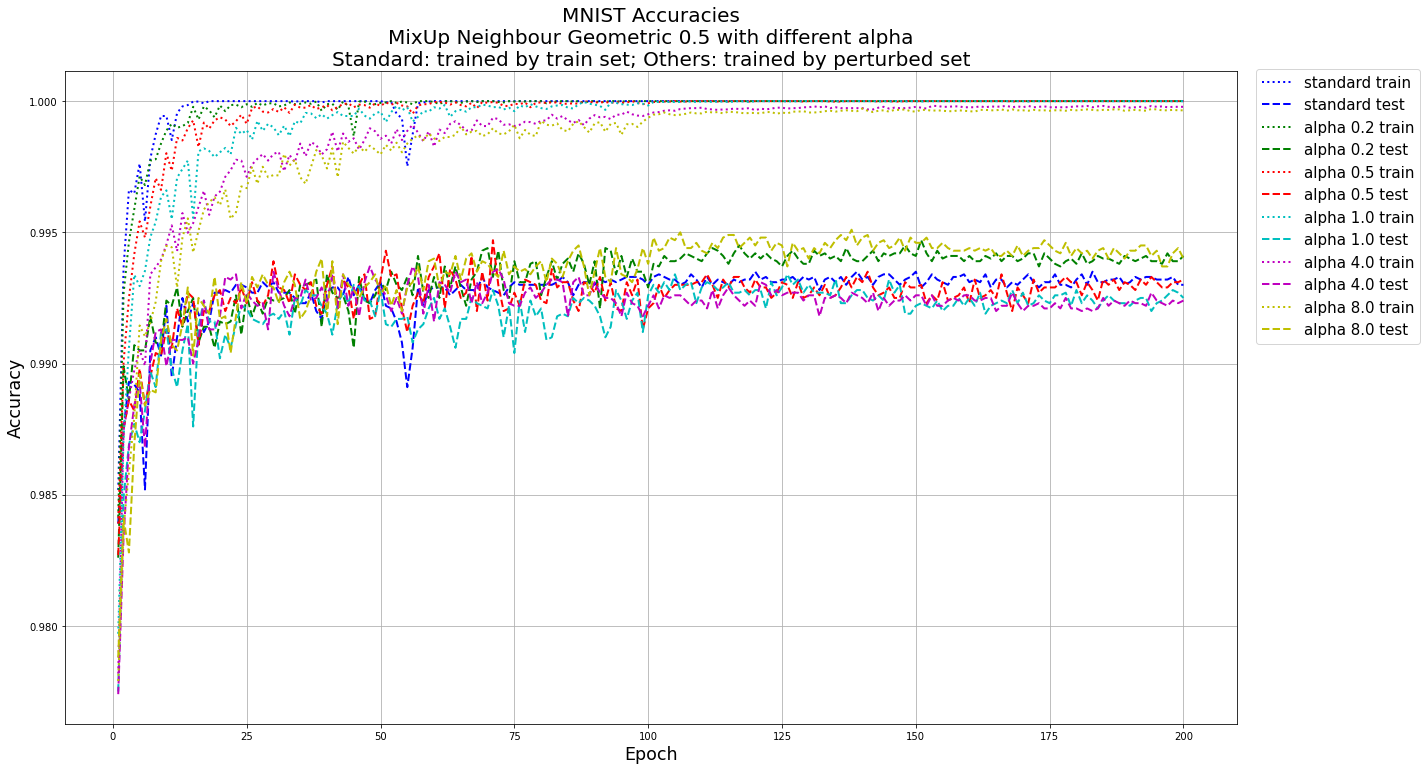 MNIST Accuracies
MixUp Neighbour Geometric 0.5 with different alpha
Standard: trained by train set; Others: trained by perturbed set
1.000
0.995
0.990
0.985
0.980
Accuracy
0
25
50
75
100
125
150
175
200
Epoch
standard train
standard test
alpha 0.2 train
alpha 0.2 test
alpha 0.5 train
alpha 0.5 test
alpha 1.0 train
alpha 1.0 test
alpha 4.0 train
alpha 4.0 test
alpha 8.0 train
alpha 8.0 test